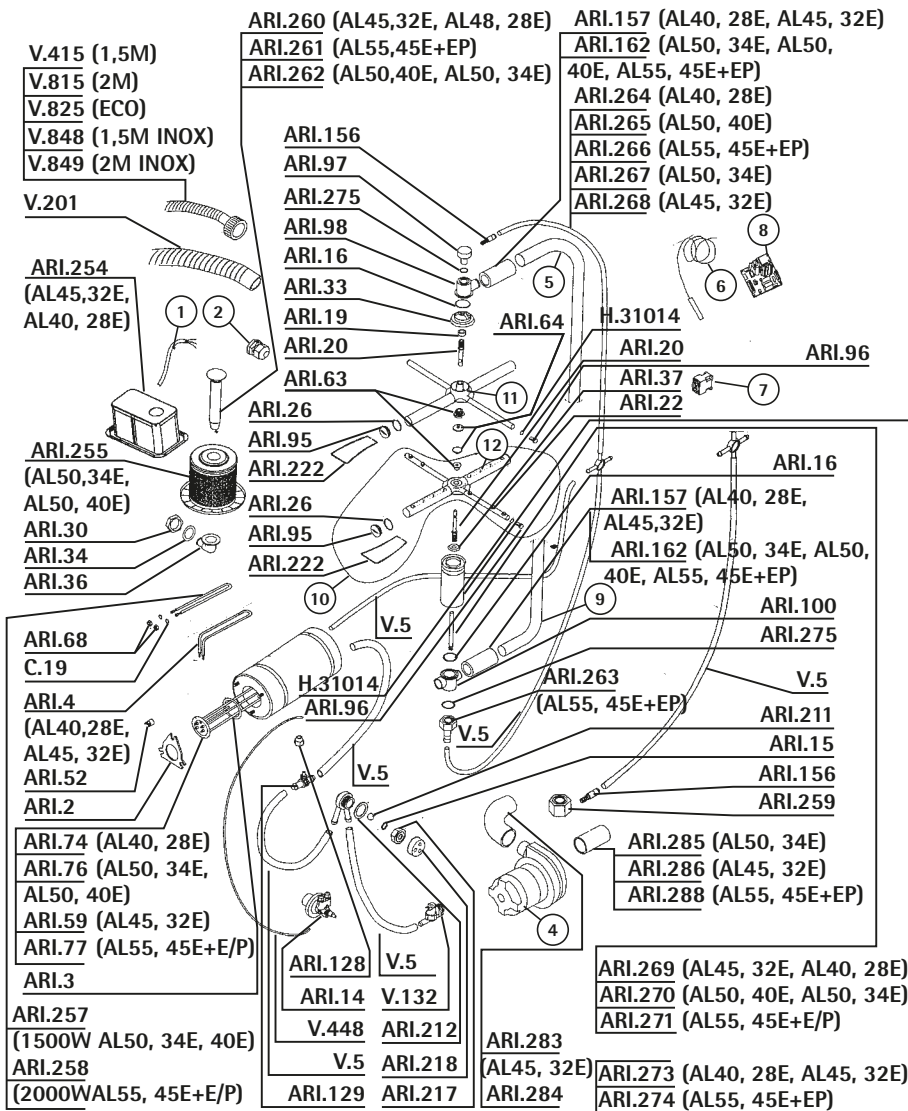 ARI.260 (AL45,32E, AL48, 28E)
ARI.261 (AL55,45E+EP)
ARI.262 (AL50,40E, AL50, 34E)
ARI.157 (AL40, 28E, AL45, 32E)
ARI.162 (AL50, 34E, AL50,
40E, AL55, 45E+EP)
ARI.264 (AL40, 28E)
ARI.265 (AL50, 40E)
ARI.266 (AL55, 45E+EP)
ARI.267 (AL50, 34E)
ARI.268 (AL45, 32E)
V.415 (1,5M)
V.815 (2M)
V.825 (ECO)
V.848 (1,5M INOX)
V.849 (2M INOX)
V.201
ARI.254
(AL45,32E,
AL40, 28E)
1
2
ARI.156
ARI.97
ARI.275
ARI.98
ARI.16
ARI.33
ARI.19
ARI.20
ARI.63
ARI.26
ARI.95
ARI.222
ARI.26
ARI.95
ARI.222
5
6
8
7
11
12
10
9
ARI.64
H.31014
ARI.20
ARI.96
ARI.37
ARI.22
ARI.16
ARI.157 (AL40, 28E,
AL45,32E)
ARI.162 (AL50, 34E, AL50,
40E, AL55, 45E+EP)
ARI.100
ARI.275
ARI.263
(AL55, 45E+EP)
V.5
ARI.211
ARI.15
ARI.156
ARI.259
ARI.255
(AL50,34E,
AL50, 40E)
ARI.30
ARI.34
ARI.36
ARI.68
C.19
ARI.4
(AL40,28E,
AL45, 32E)
ARI.52
ARI.2
V.5
H.31014
ARI.96
V.5
V.5
ARI.74 (AL40, 28E)
ARI.76 (AL50, 34E,
AL50, 40E)
ARI.59 (AL45, 32E)
ARI.77 (AL55, 45E+E/P)
ARI.3
ARI.257
(1500W AL50, 34E, 40E)
ARI.258
(2000WAL55, 45E+E/P)
ARI.128
ARI.14
V.448
V.5
ARI.129
V.5
V.132
ARI.212
ARI.218
ARI.217
4
ARI.283
(AL45, 32E)
ARI.284
ARI.285 (AL50, 34E)
ARI.286 (AL45, 32E)
ARI.288 (AL55, 45E+EP)
ARI.269 (AL45, 32E, AL40, 28E)
ARI.270 (AL50, 40E, AL50, 34E)
ARI.271 (AL55, 45E+E/P)
ARI.273 (AL40, 28E, AL45, 32E)
ARI.274 (AL55, 45E+EP)